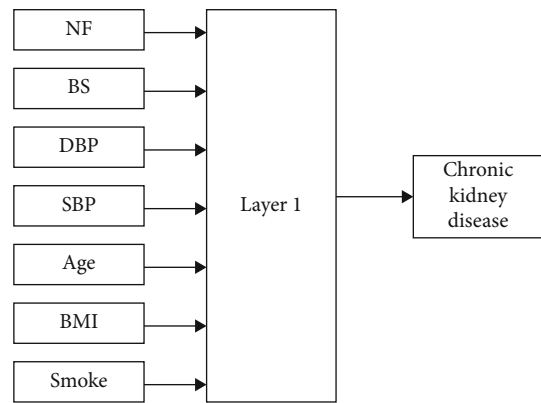 NF
BS
DBP
SBP
Age
BMI
Smoke
Layer 1
Chronic
kidney
disease